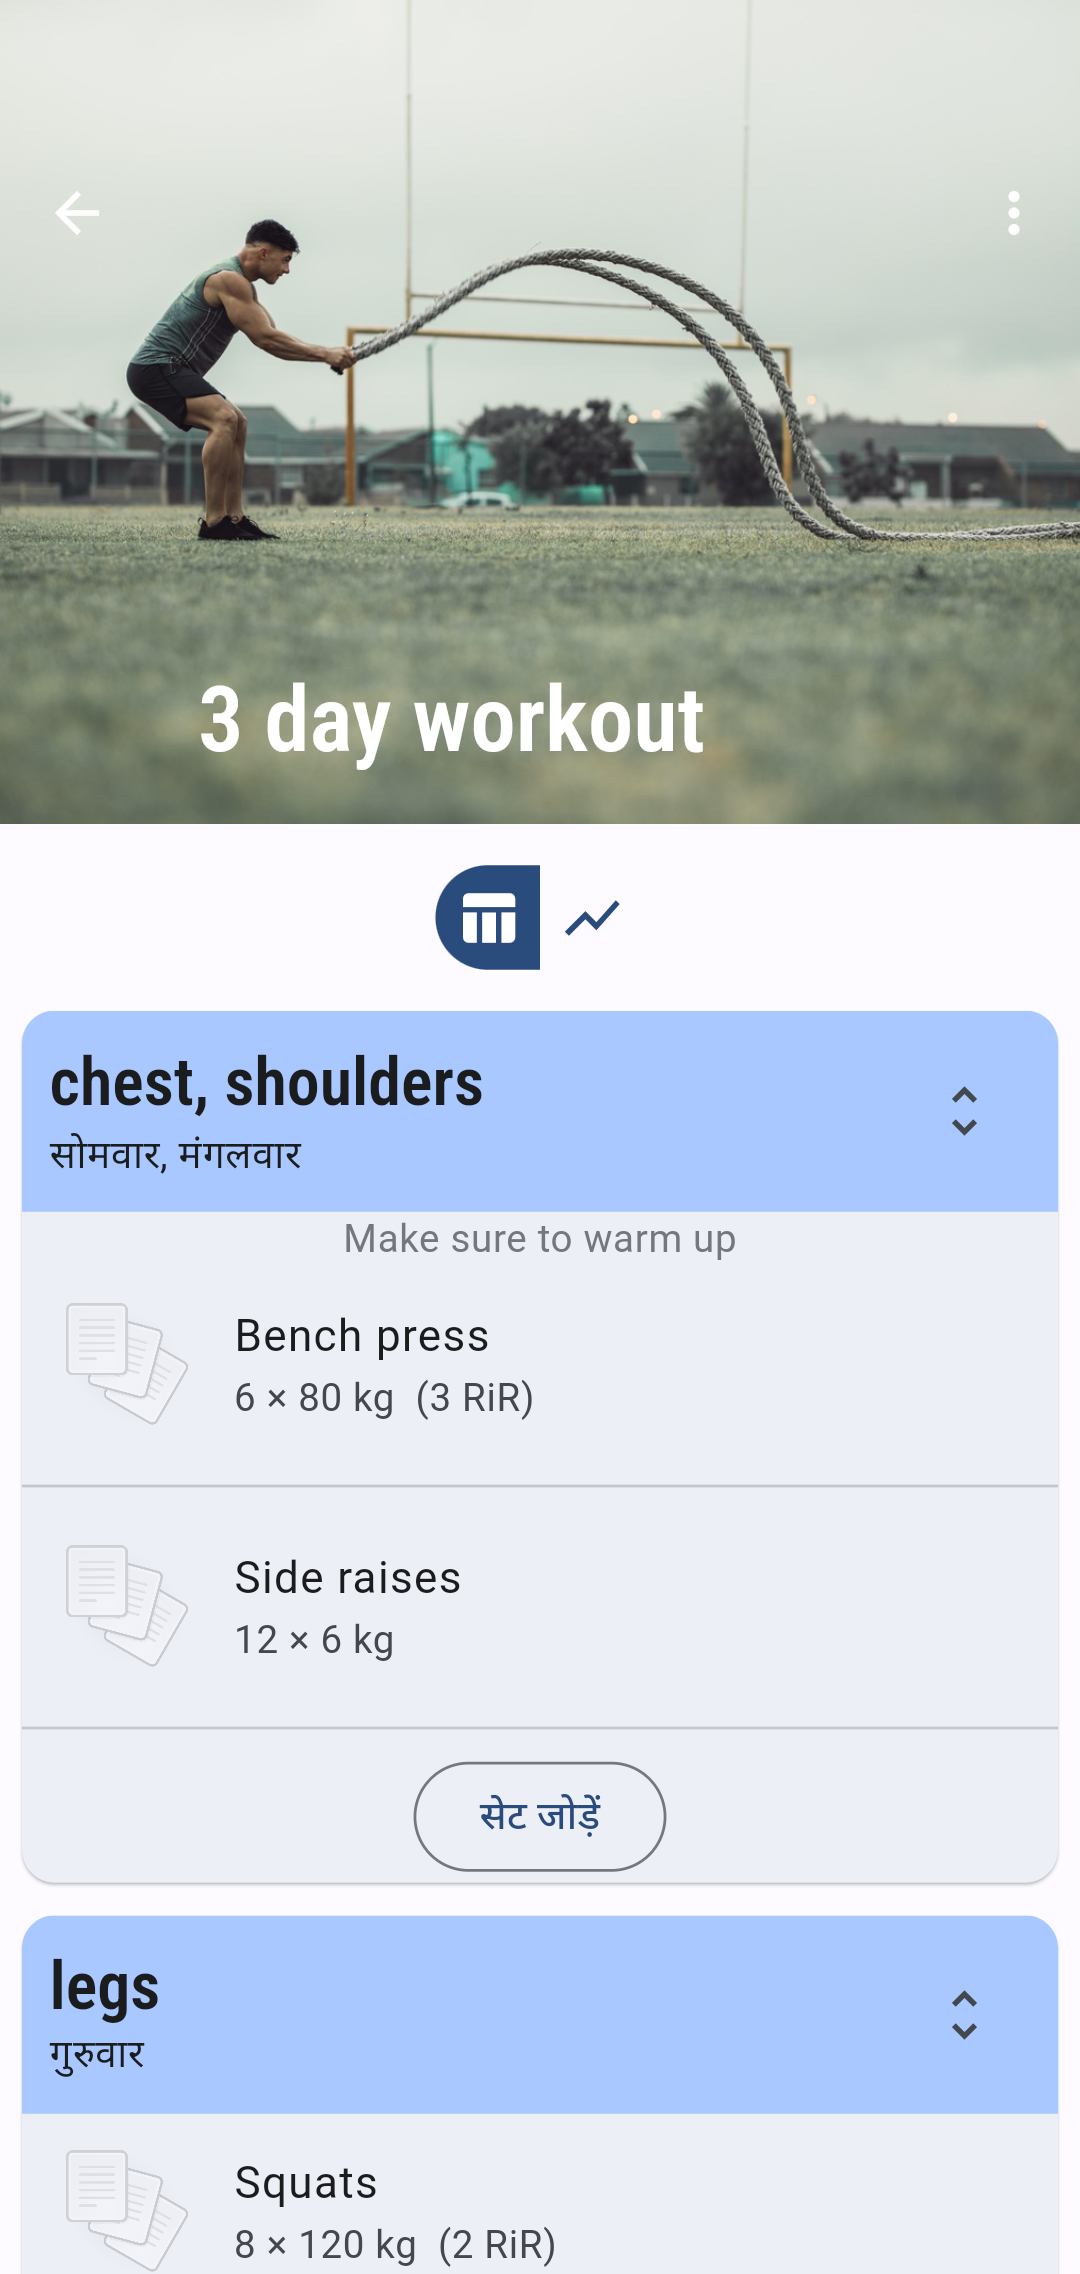 3 day workout
chest, shoulders
सोमवार, मंगलवार
Make sure to warm up
Bench press
6 × 80 kg (3 RiR)
Side raises
12 × 6 kg
सेट जोड़ें
legs
गुरुवार
Squats
8 × 120 kg (2 RiR)